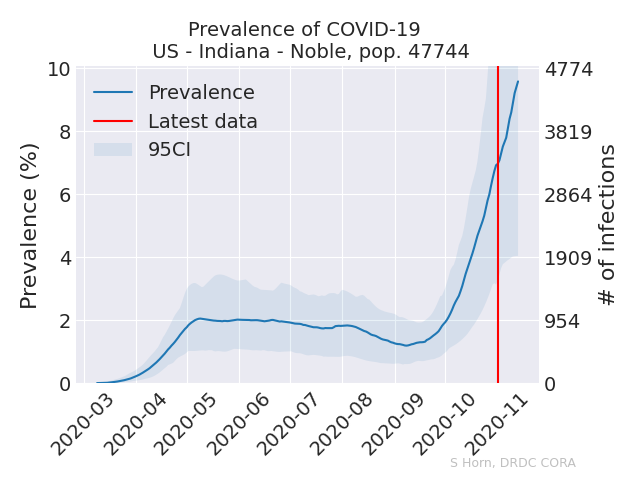 Prevalence of COVID-19
US - Indiana - Noble, pop. 47744
Prevalence (%)
10
8
6
4
2
0
Prevalence
Latest data
95CI
4774
3819
2864
1909
954
0
# of infections
2020-03
2020-04
2020-05
2020-06
2020-07
2020-08
2020-09
2020-10
2020-11
S Horn, DRDC CORA